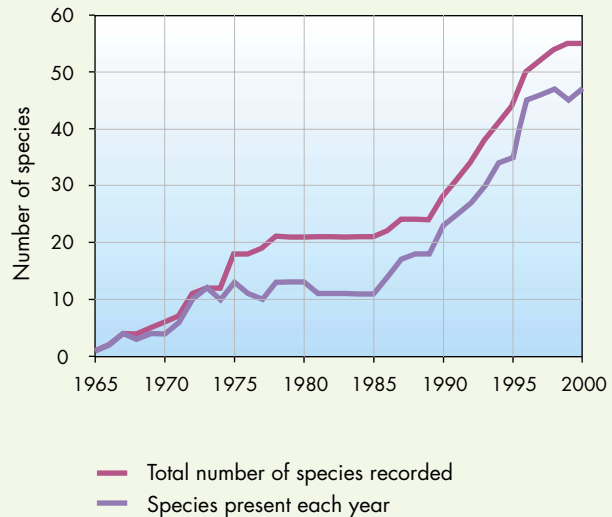 60
50
40
30
20
10
0
Number of species
1965 1970 1975 1980 1985 1990 1995 2000
Total number of species recorded
Species present each year